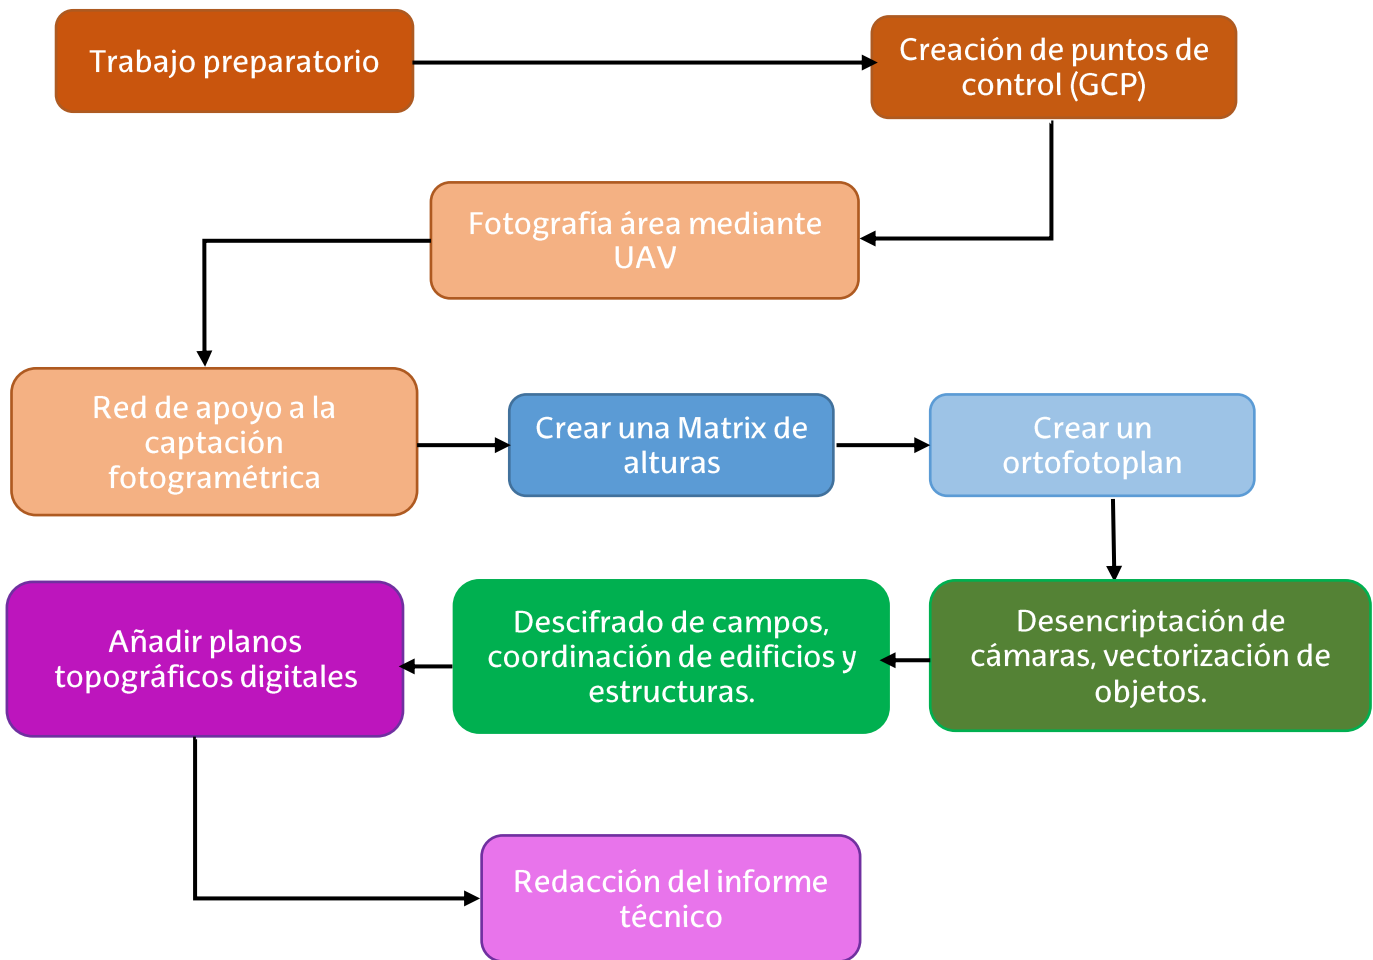 Trabajo preparatorio
Creación de puntos de
control (GCP)
Fotografía área mediante
UAV
Red de apoyo a la
captación
fotogramétrica
Crear una Matrix de
alturas
Crear un
ortofotoplan
Desencriptación de
cámaras, vectorización de
objetos.
Descifrado de campos,
coordinación de edificios y
estructuras.
Añadir planos
topográficos digitales
Redacción del informe
técnico